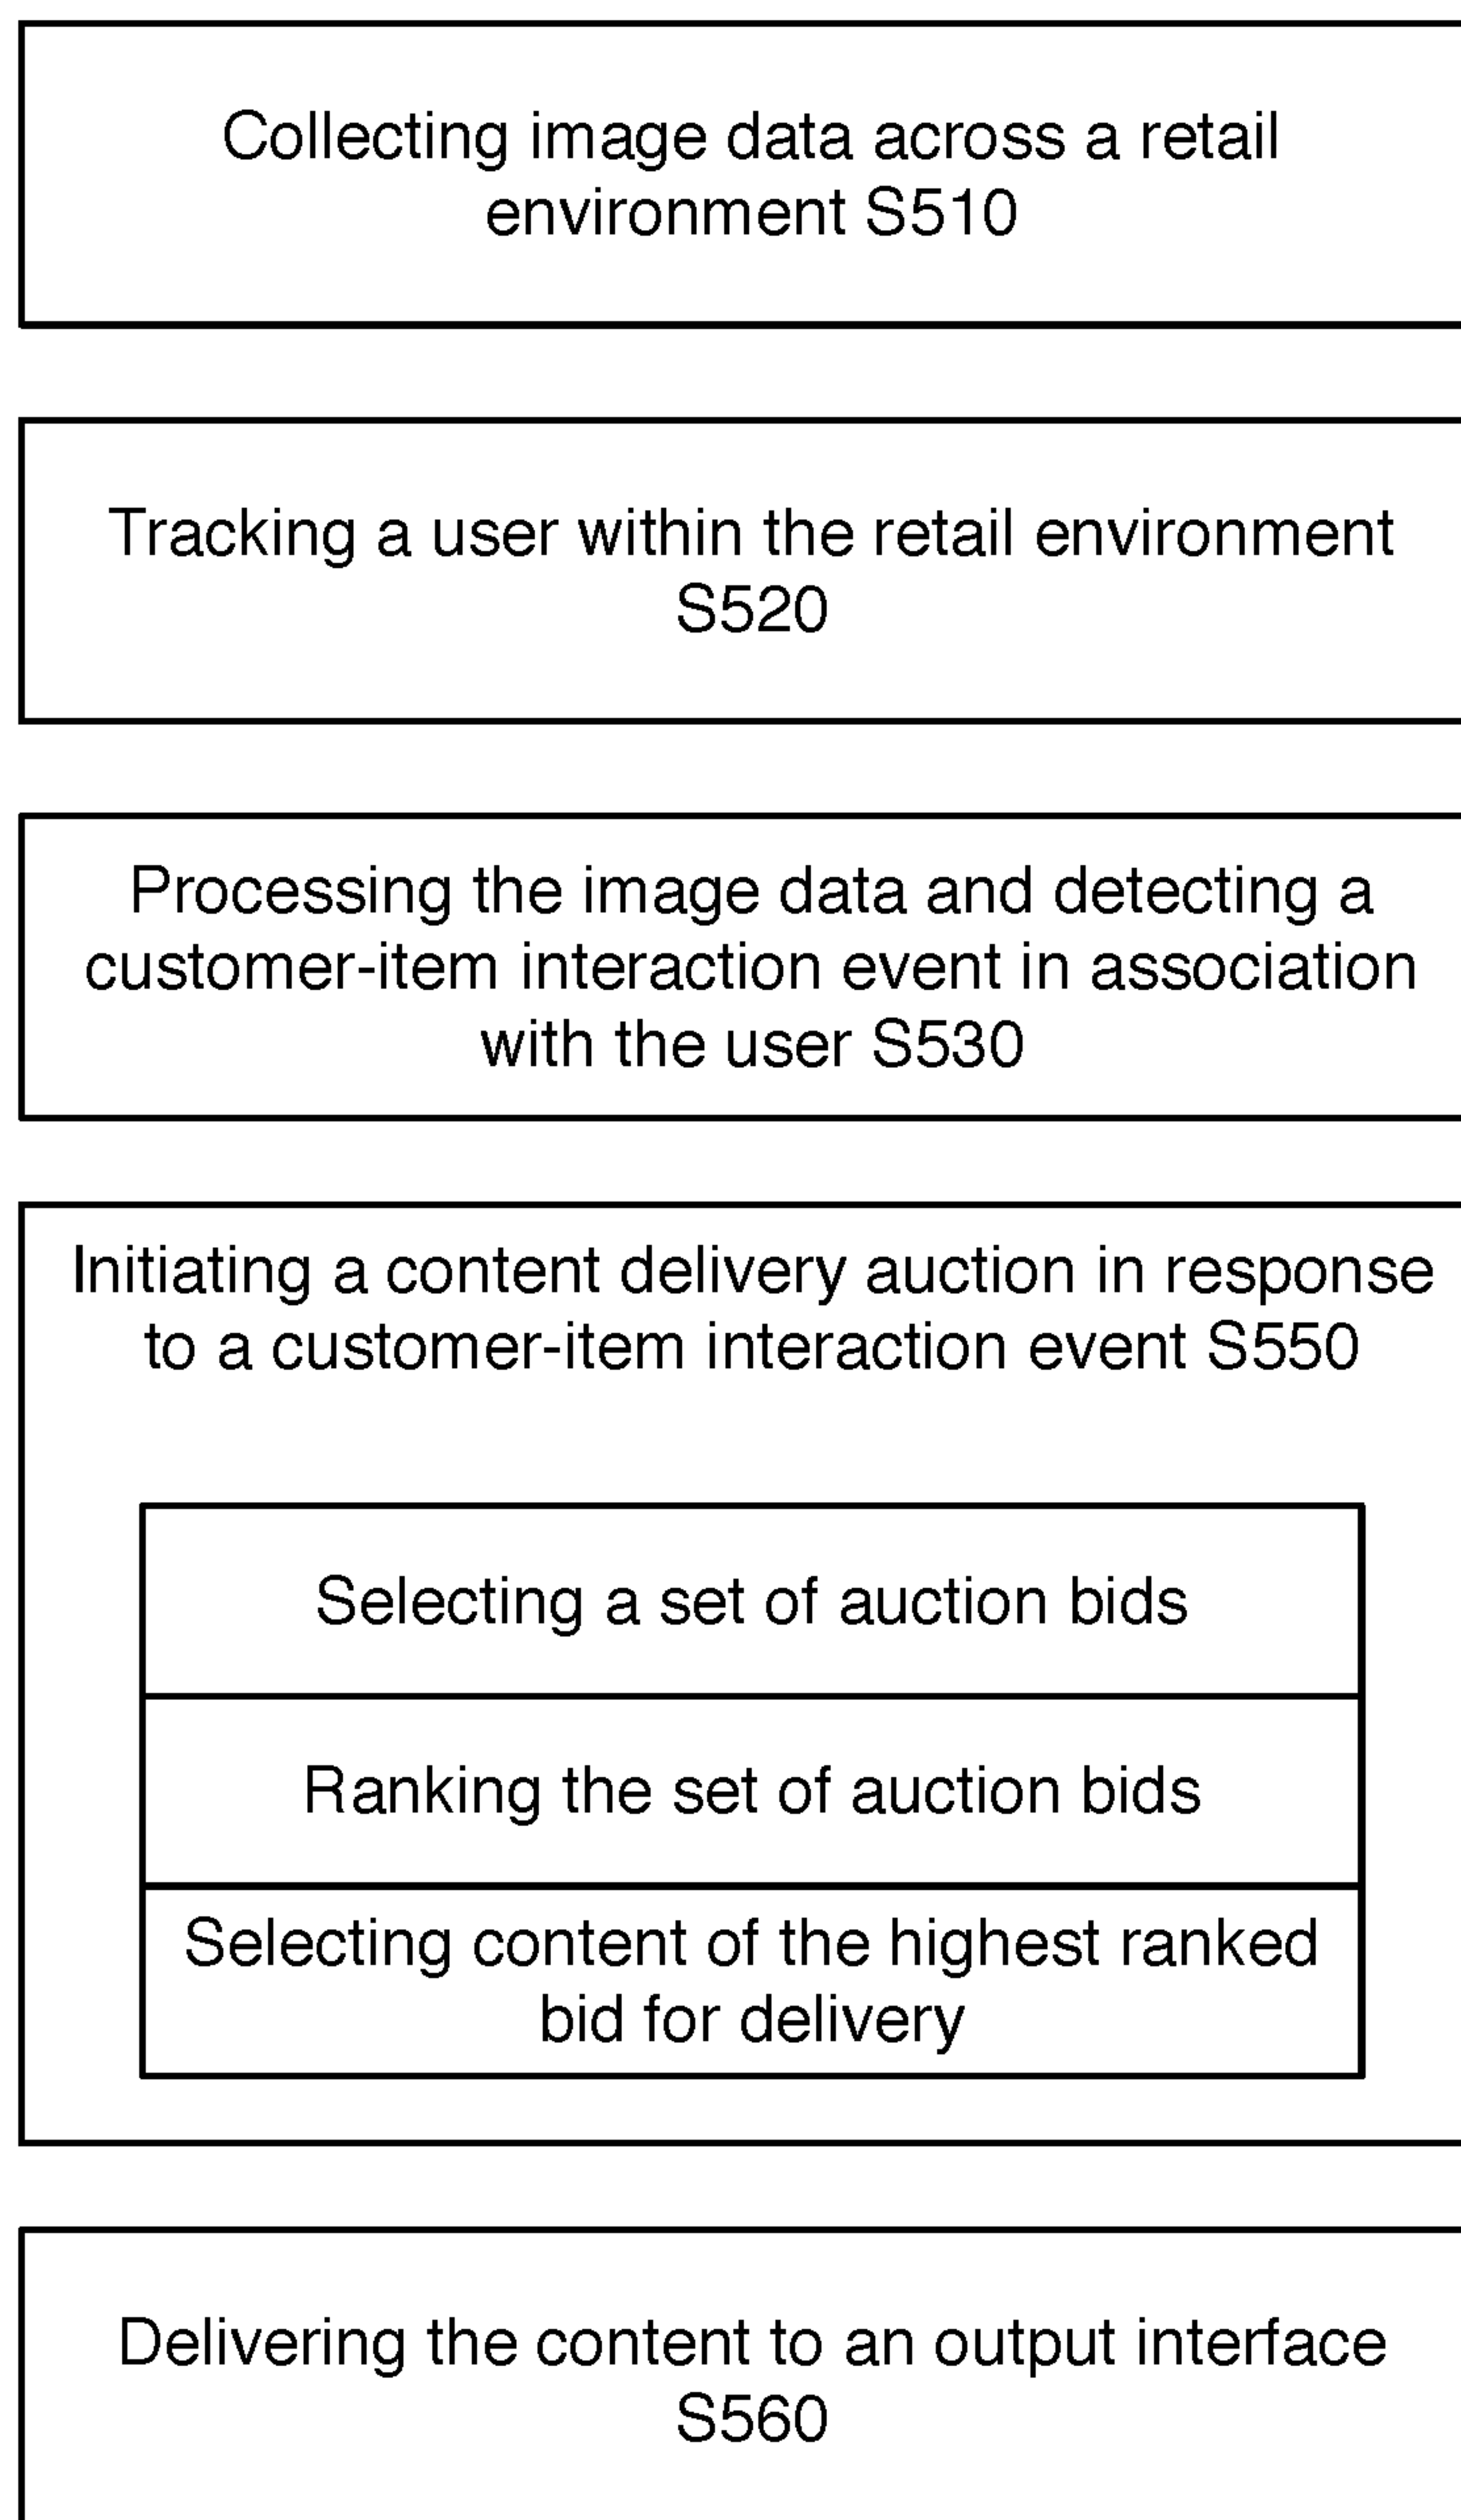 Collecting image data across a retail
environment S510
Tracking a user within the retail environment
S520
Processing the image data and detecting a
customer-item interaction event in association
with the user S530
Initiating a content delivery auction in response
to a customer-item interaction event S550
Selecting a set of auction bids
Ranking the set of auction bids
Selecting content of the highest ranked
bid for delivery
Delivering the content to an output interface
S560